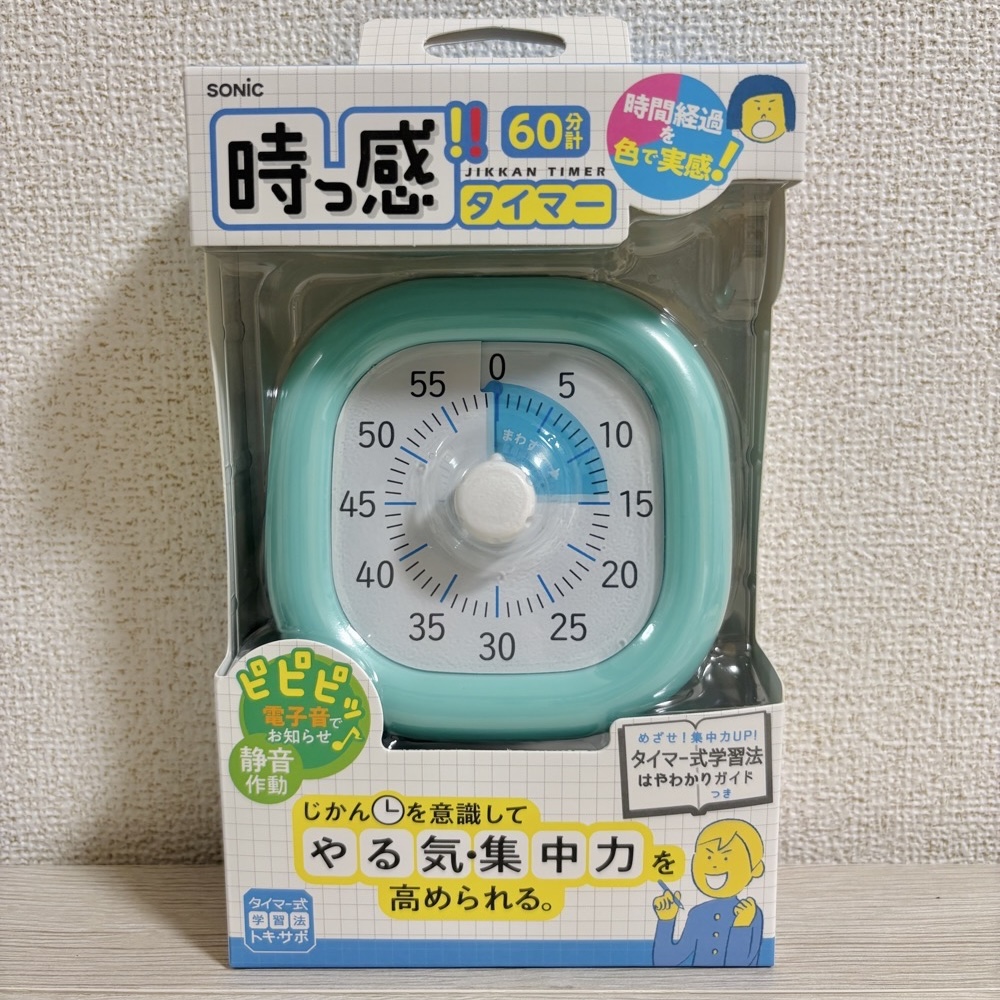 SONiC
時っ感!!
60分計
JIKKAN TIMER
タイマー
時間経過
を
色で実感!
0
5
10
15
20
25
30
35
40
45
50
55
まわす
ピピピッ
電子音で
お知らせ
静音
作動
めざせ!集中力UP!
タイマー式学習法
はやわかりガイド
つき
じかんを意識して
やる気・集中力を
高められる。
タイマー式
学習法
トキ・サポ